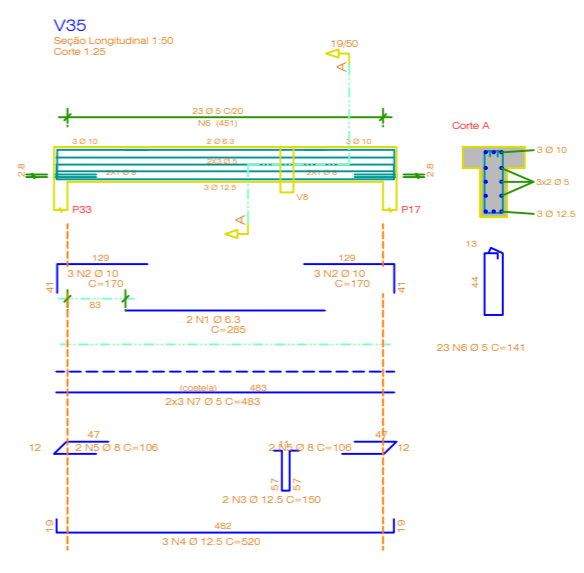 V35
Seção Longitudinal 1:50
Corte 1:25
19/50
A
23 Ø 5 C/20
N6 (451)
Corte A
3 Ø 10
2 Ø 6.3
3 Ø 10
3 Ø 10
2.8
2X3 Ø 5
2X1 Ø 8
2X1 Ø 8
2.8
3x2 Ø 5
3 Ø 12.5
V8
3 Ø 12.5
P33
A
P17
13
129
129
44
3 N2 Ø 10
C=170
3 N2 Ø 10
C=170
41
41
83
2 N1 Ø 6.3
C=285
23 N6 Ø 5 C=141
(costela) 483
2x3 N7 Ø 5 C=483
47
47
12
2 N5 Ø 8 C=106
11
2 N5 Ø 8 C=106
12
57
57
2 N3 Ø 12.5 C=150
19
482
19
3 N4 Ø 12.5 C=520